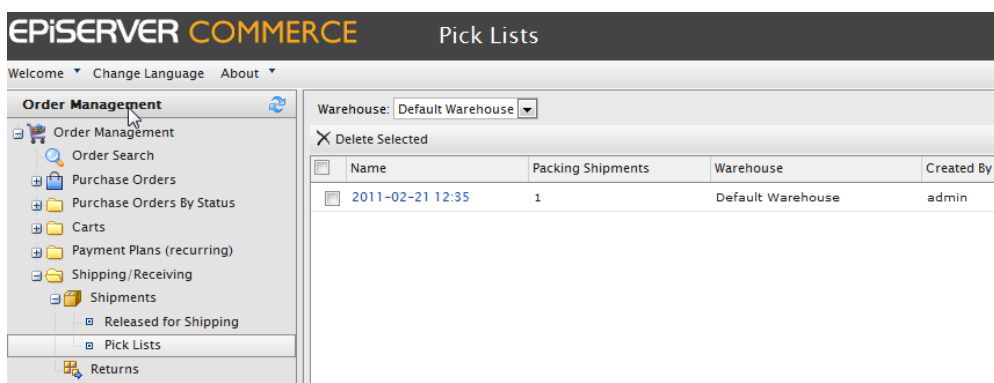 EPiSERVER COMMERCE Pick Lists
Welcome Change Language About
Order Management
Warehouse: Default Warehouse
Order Management
Delete Selected
Order Search
Name Packing Shipments Warehouse Created By
Purchase Orders
2011-02-21 12:35 1 Default Warehouse admin
Purchase Orders By Status
Carts
Payment Plans (recurring)
Shipping/Receiving
Shipments
Released for Shipping
Pick Lists
Returns